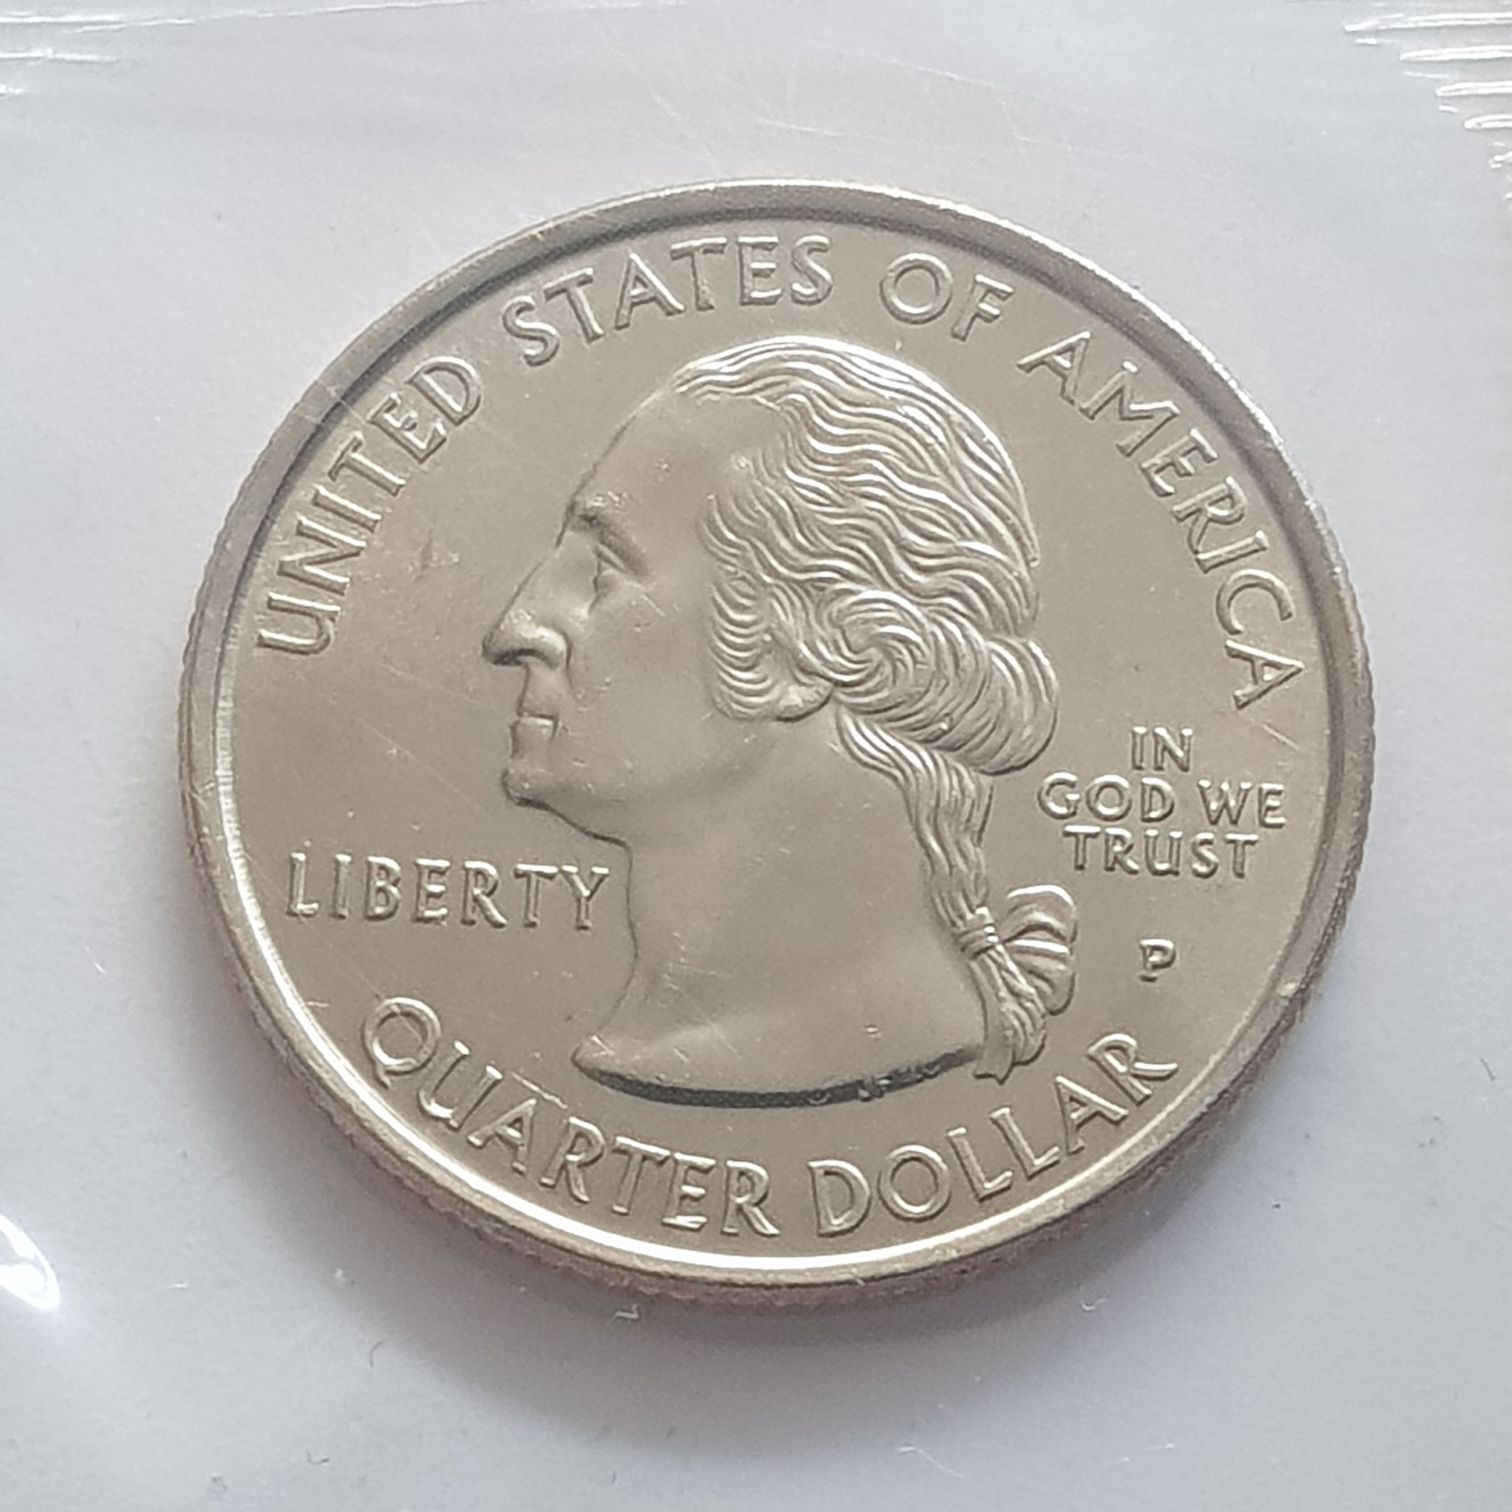 UNITED STATES OF AMERICA
LIBERTY
IN
GOD WE
TRUST
P
QUARTER DOLLAR